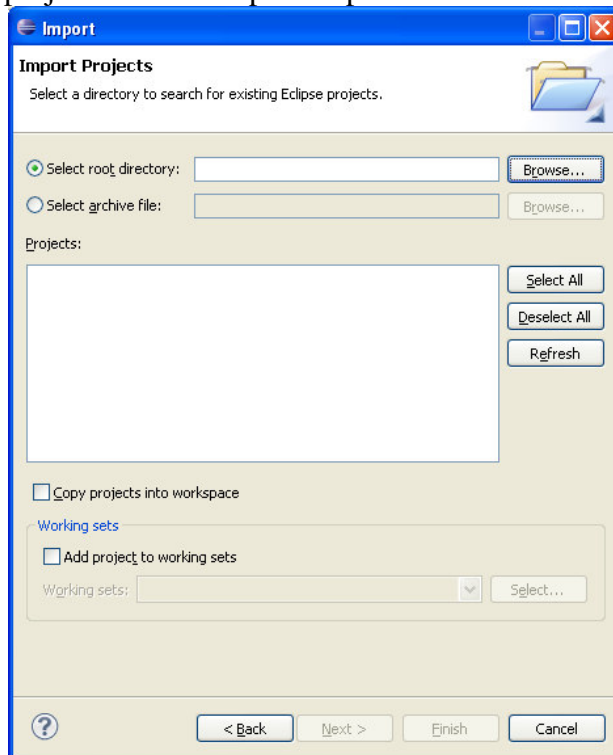 Import
Import Projects
Select a directory to search for existing Eclipse projects.
Select root directory: Browse...
Select archive file: Browse...
Projects:
Select All
Deselect All
Refresh
Copy projects into workspace
Working sets
Add project to working sets
Working sets: Select...
? < Back Next > Finish Cancel